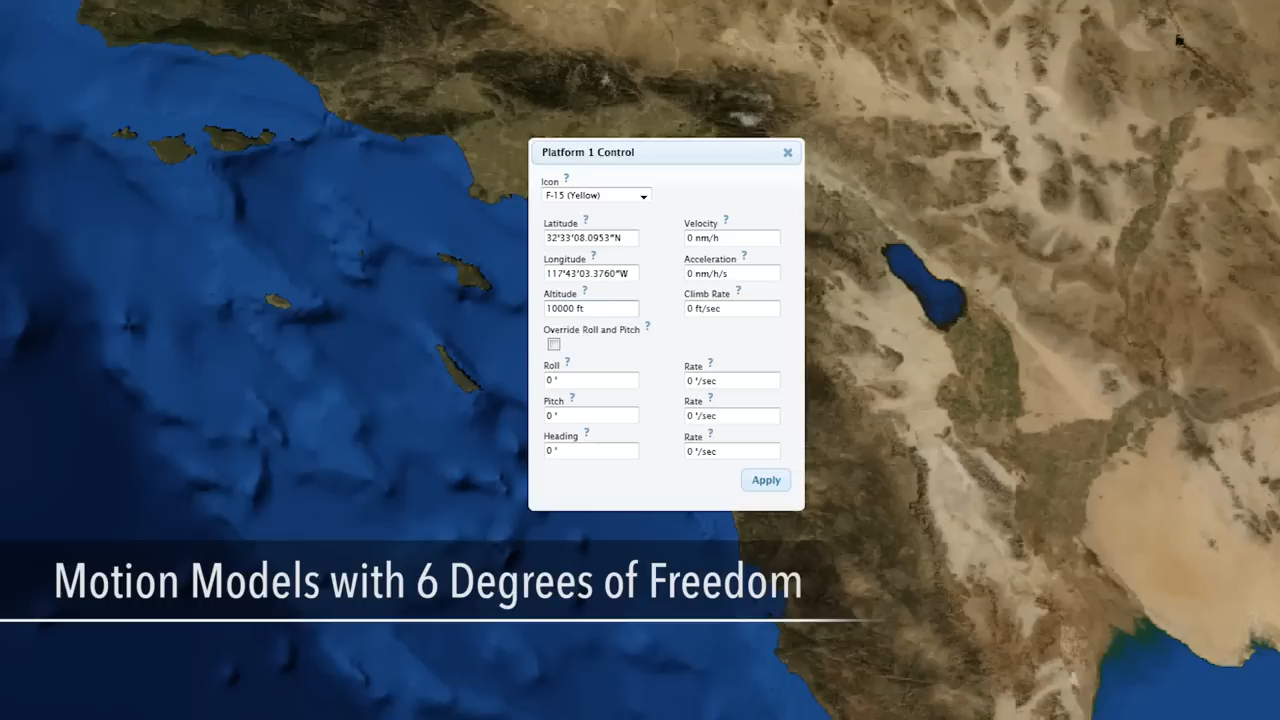 Platform 1 Control
Icon ?
F-15 (Yellow)
Latitude ?
32°33'08.0953"N
Longitude ?
117°43'03.3760"W
Altitude ?
10000 ft
Override Roll and Pitch ?
Roll ?
0 °
Pitch ?
0 °
Heading ?
0 °
Velocity ?
0 nm/h
Acceleration ?
0 nm/h/s
Climb Rate ?
0 ft/sec
Rate ?
0 °/sec
Rate ?
0 °/sec
Rate ?
0 °/sec
Apply
Motion Models with 6 Degrees of Freedom